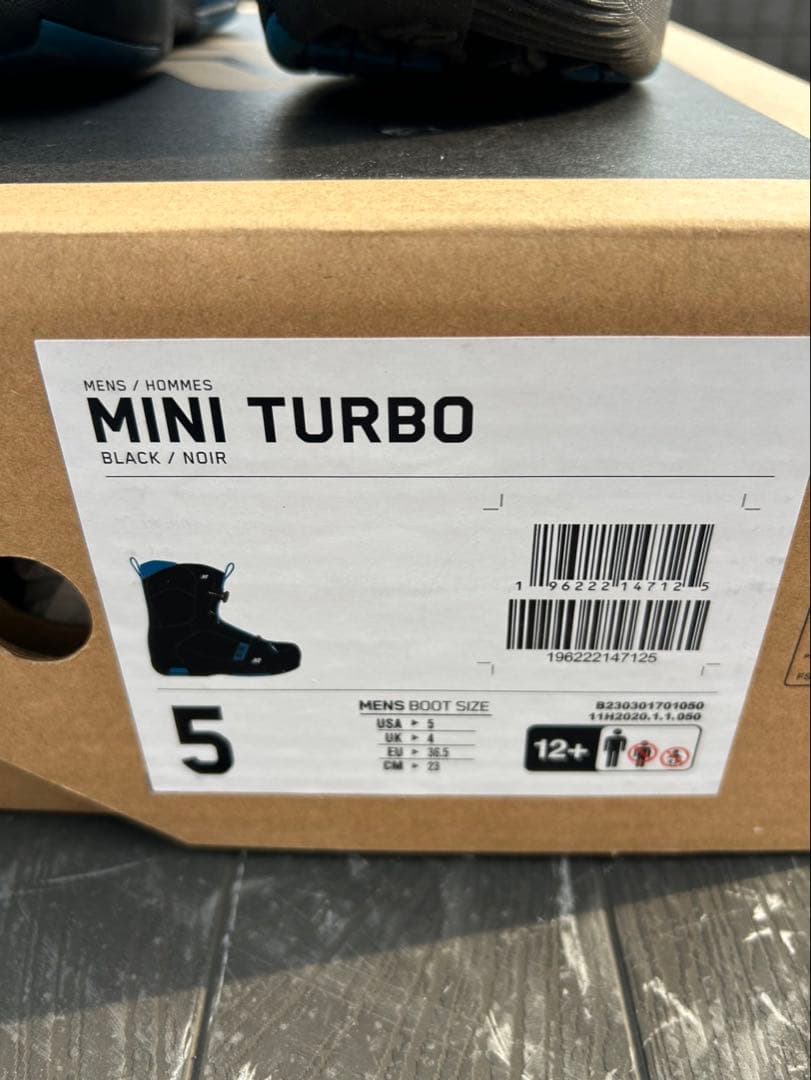 MENS / HOMMES
MINI TURBO
BLACK / NOIR
1 96222 14712 5
196222147125
5
MENS BOOT SIZE
USA ► 5
UK ► 4
EU ► 36.5
CM ► 23
B230301701050
11H2020.1.1.050
12+
FS